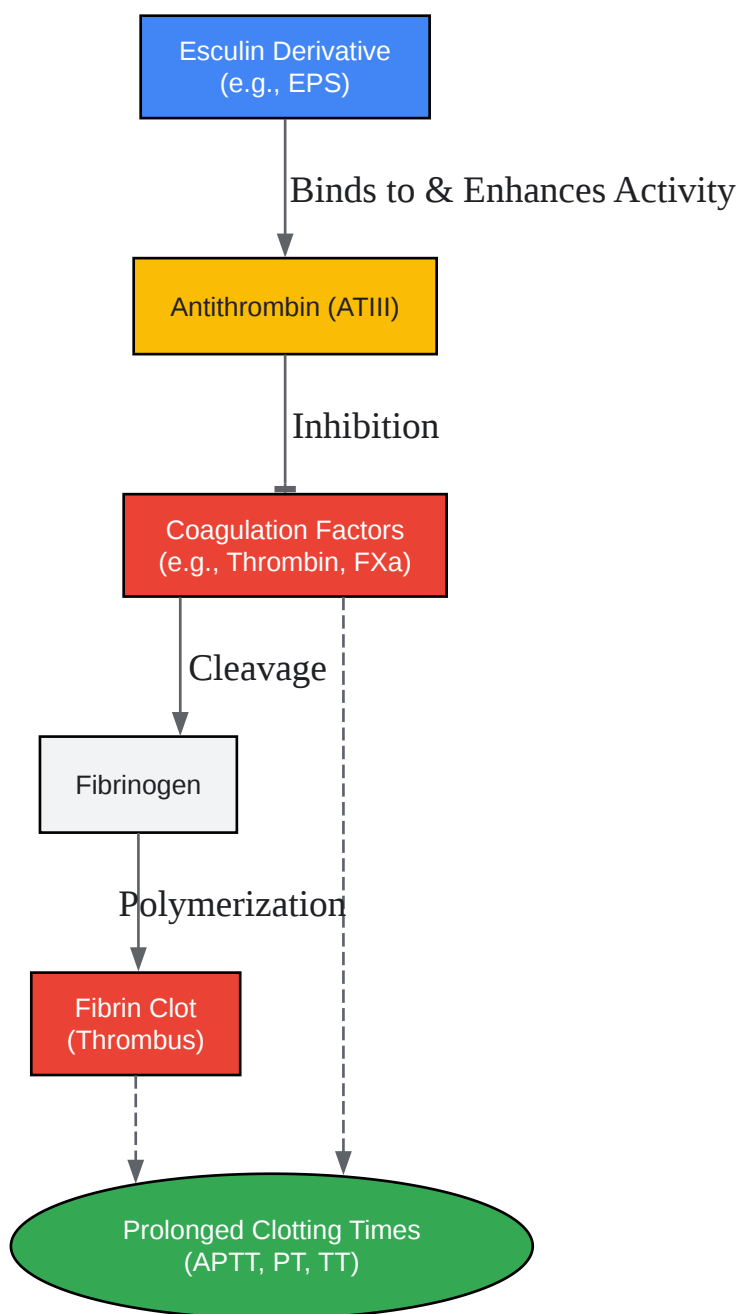 Esculin Derivative
(e.g., EPS)
Binds to & Enhances Activity
Antithrombin (ATIII)
Inhibition
Coagulation Factors
(e.g., Thrombin, FXa)
Cleavage
Fibrinogen
Polymerization
Fibrin Clot
(Thrombus)
Prolonged Clotting Times
(APTT, PT, TT)